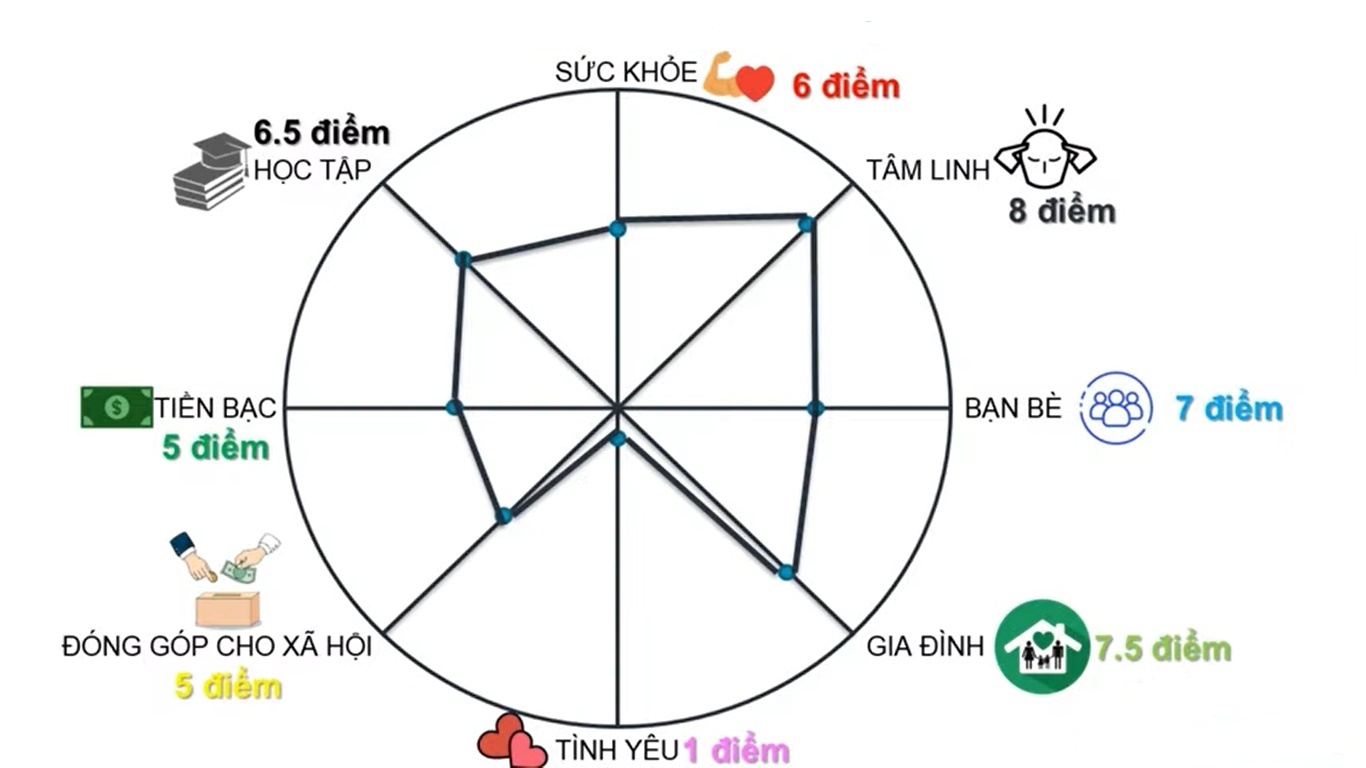 SỨC KHỎE
6 điểm
TÂM LINH
8 điểm
BẠN BÈ
7 điểm
GIA ĐÌNH
7.5 điểm
TÌNH YÊU
1 điểm
ĐÓNG GÓP CHO XÃ HỘI
5 điểm
TIỀN BẠC
5 điểm
6.5 điểm
HỌC TẬP
$